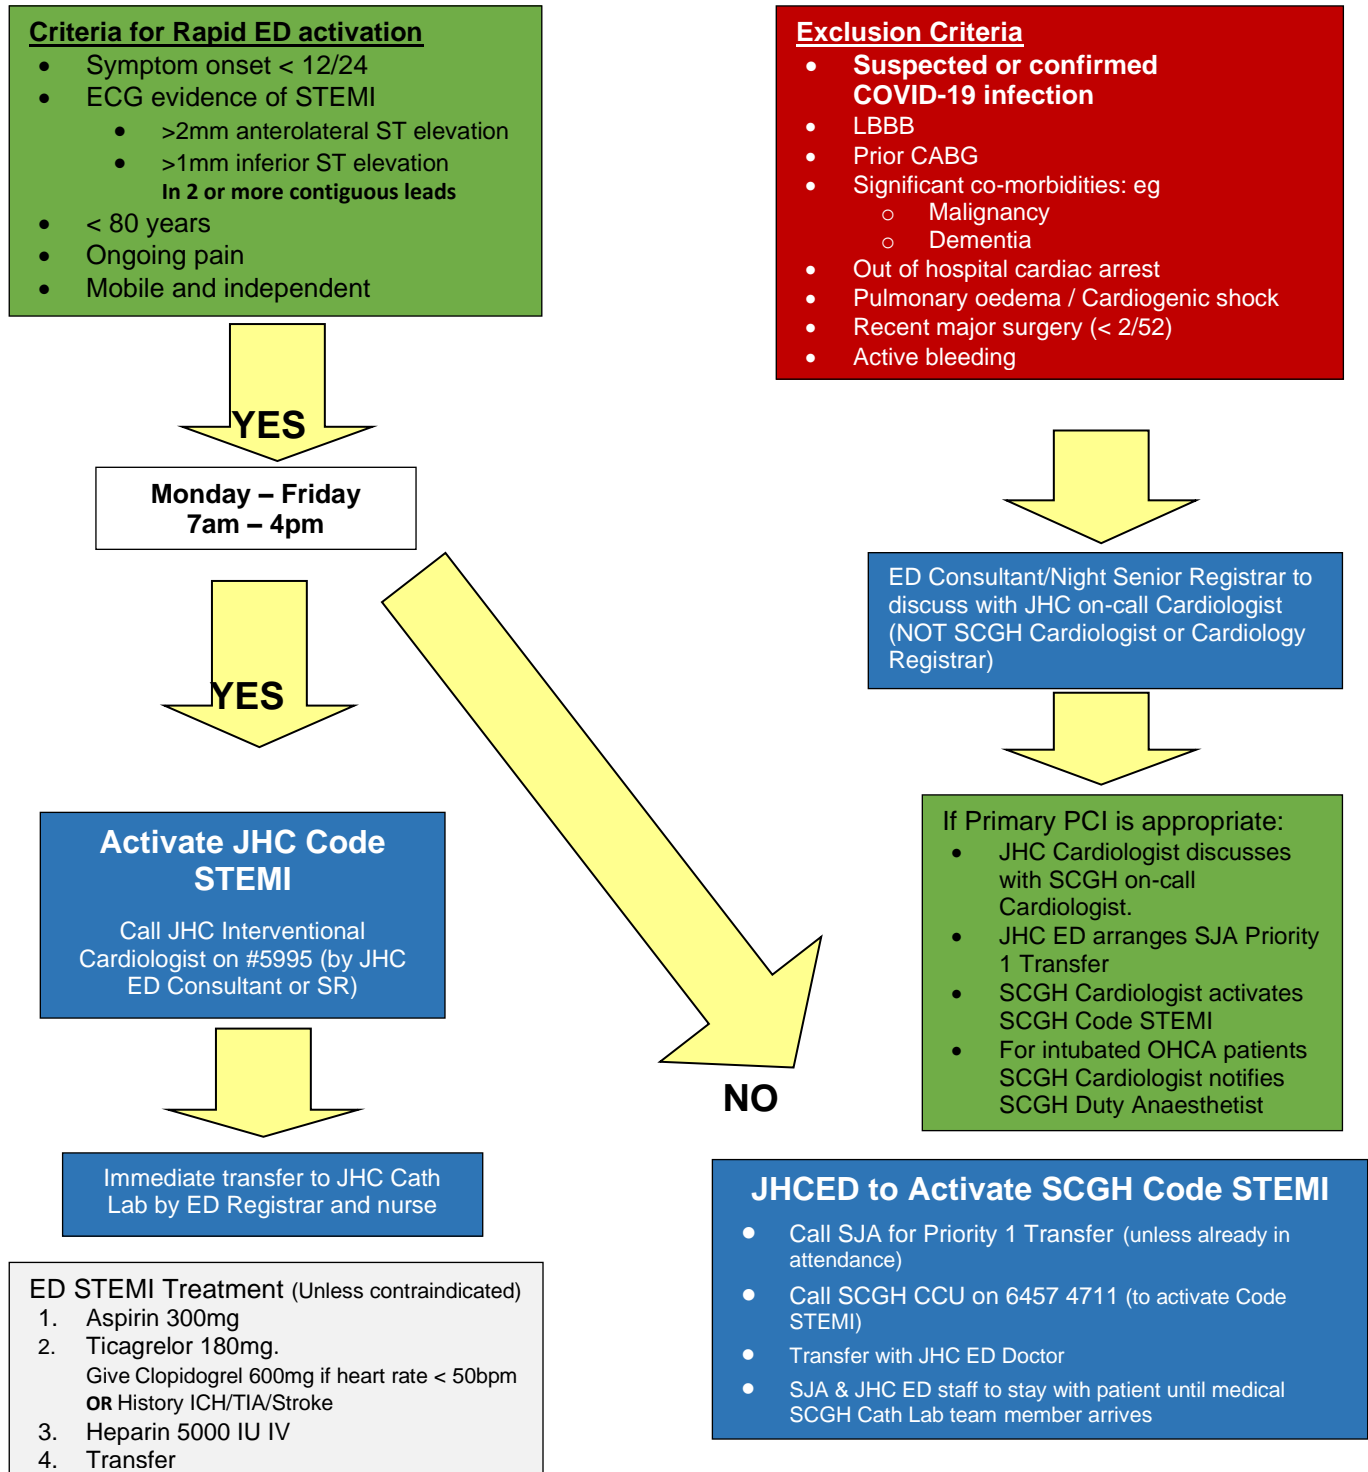 Criteria for Rapid ED activation
• Symptom onset < 12/24
• ECG evidence of STEMI
• >2mm anterolateral ST elevation
• >1mm inferior ST elevation
In 2 or more contiguous leads
• < 80 years
• Ongoing pain
• Mobile and independent
YES
Monday – Friday
7am – 4pm
YES
Activate JHC Code
STEMI
Call JHC Interventional
Cardiologist on #5995 (by JHC
ED Consultant or SR)
Immediate transfer to JHC Cath
Lab by ED Registrar and nurse
ED STEMI Treatment (Unless contraindicated)
1. Aspirin 300mg
2. Ticagrelor 180mg.
Give Clopidogrel 600mg if heart rate < 50bpm
OR History ICH/TIA/Stroke
3. Heparin 5000 IU IV
4. Transfer
Exclusion Criteria
• Suspected or confirmed
COVID-19 infection
• LBBB
• Prior CABG
• Significant co-morbidities: eg
o Malignancy
o Dementia
• Out of hospital cardiac arrest
• Pulmonary oedema / Cardiogenic shock
• Recent major surgery (< 2/52)
• Active bleeding
ED Consultant/Night Senior Registrar to
discuss with JHC on-call Cardiologist
(NOT SCGH Cardiologist or Cardiology
Registrar)
If Primary PCI is appropriate:
• JHC Cardiologist discusses
with SCGH on-call
Cardiologist.
• JHC ED arranges SJA Priority
1 Transfer
• SCGH Cardiologist activates
SCGH Code STEMI
• For intubated OHCA patients
SCGH Cardiologist notifies
SCGH Duty Anaesthetist
NO
JHCED to Activate SCGH Code STEMI
• Call SJA for Priority 1 Transfer (unless already in
attendance)
• Call SCGH CCU on 6457 4711 (to activate Code
STEMI)
• Transfer with JHC ED Doctor
• SJA & JHC ED staff to stay with patient until medical
SCGH Cath Lab team member arrives